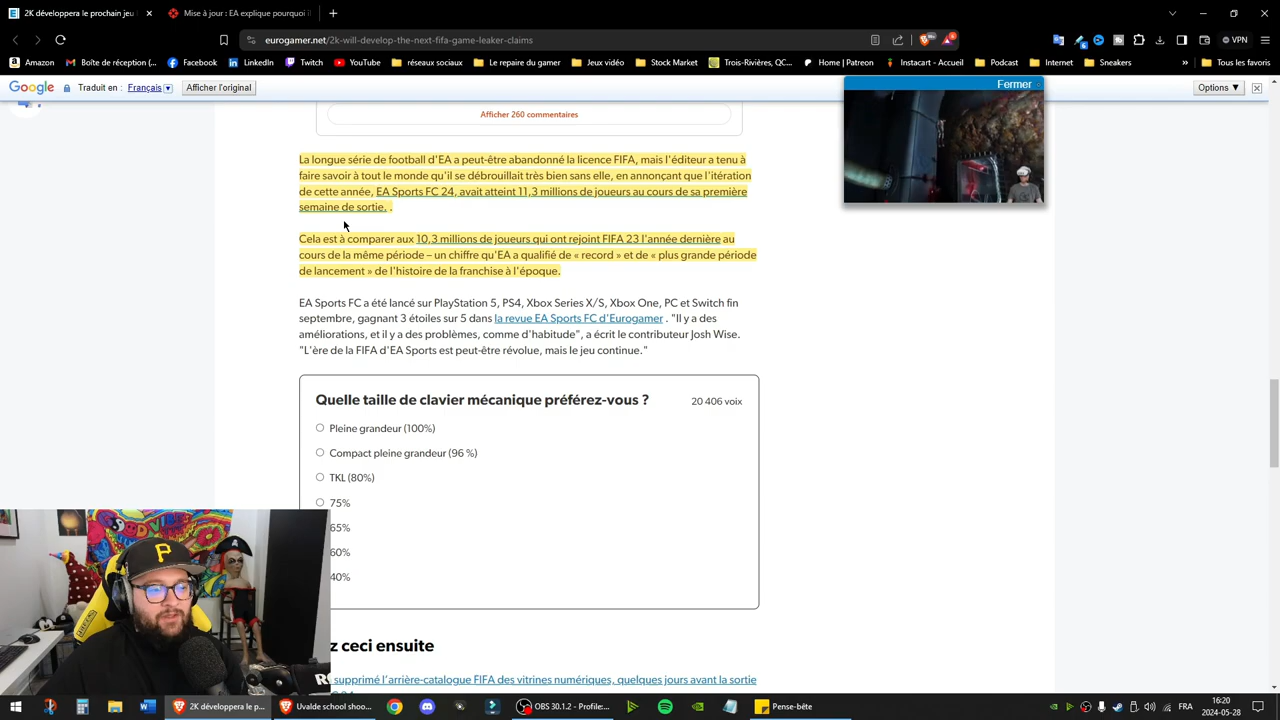 2K développera le prochain jeu
Mise à jour : EA explique pourquoi i
eurogamer.net/2k-will-develop-the-next-fifa-game-leaker-claims
VPN
Amazon
Boîte de réception (...
Facebook
LinkedIn
Twitch
YouTube
réseaux sociaux
Le repaire du gamer
Jeux vidéo
Stock Market
Trois-Rivières, QC...
Home | Patreon
Instacart - Accueil
Podcast
Internet
Sneakers
Tous les favoris
Google
Traduit en :
Français
Afficher l'original
Options ▼
Fermer
Afficher 260 commentaires
La longue série de football d'EA a peut-être abandonné la licence FIFA, mais l'éditeur a tenu à
faire savoir à tout le monde qu'il se débrouillait très bien sans elle, en annonçant que l'itération
de cette année, EA Sports FC 24, avait atteint 11,3 millions de joueurs au cours de sa première
semaine de sortie. .
Cela est à comparer aux 10,3 millions de joueurs qui ont rejoint FIFA 23 l'année dernière au
cours de la même période – un chiffre qu'EA a qualifié de « record » et de « plus grande période
de lancement » de l'histoire de la franchise à l'époque.
EA Sports FC a été lancé sur PlayStation 5, PS4, Xbox Series X/S, Xbox One, PC et Switch fin
septembre, gagnant 3 étoiles sur 5 dans la revue EA Sports FC d'Eurogamer . "Il y a des
améliorations, et il y a des problèmes, comme d'habitude", a écrit le contributeur Josh Wise.
"L'ère de la FIFA d'EA Sports est peut-être révolue, mais le jeu continue."
Quelle taille de clavier mécanique préférez-vous ?
20 406 voix
Pleine grandeur (100%)
Compact pleine grandeur (96 %)
TKL (80%)
75%
65%
60%
40%
z ceci ensuite
supprimé l'arrière-catalogue FIFA des vitrines numériques, quelques jours avant la sortie
2K développera le p...
Uvalde school shoo...
OBS 30.1.2 - Profile:...
Pense-bête
FR
16:20
2024-05-28